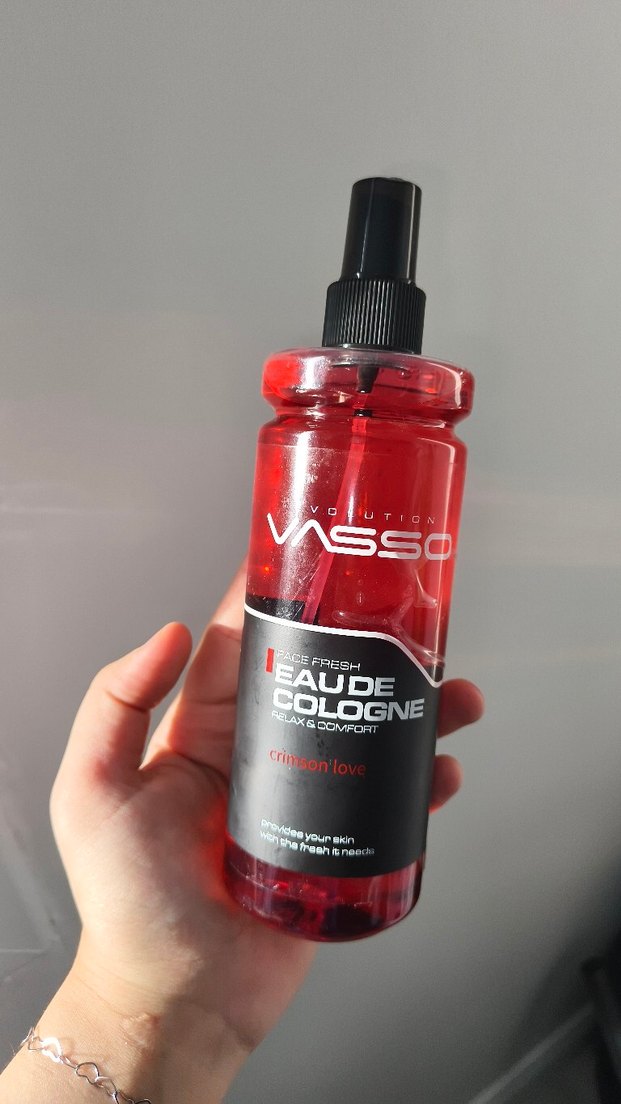 VOLUTION
VASSO
FACE FRESH
EAU DE
COLOGNE
RELAX & COMFORT
crimson love
provides your skin
with the fresh it needs